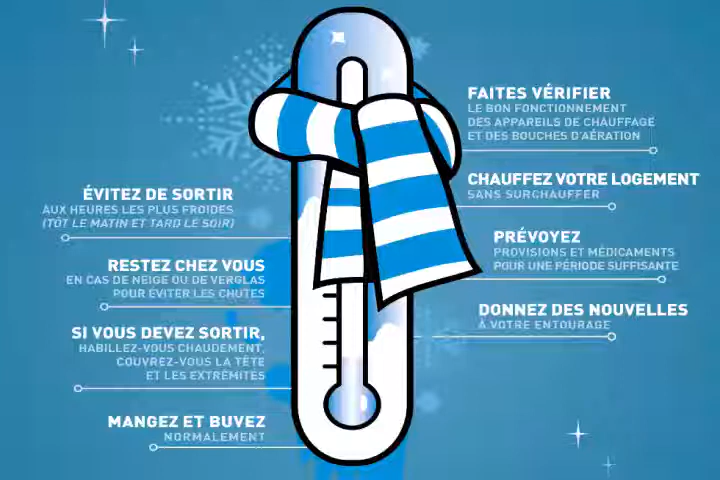 ÉVITEZ DE SORTIR
AUX HEURES LES PLUS FROIDES
(TÔT LE MATIN ET TARD LE SOIR)
RESTEZ CHEZ VOUS
EN CAS DE NEIGE OU DE VERGLAS
POUR ÉVITER LES CHUTES
SI VOUS DEVEZ SORTIR,
HABILLEZ-VOUS CHAUDEMENT,
COUVREZ-VOUS LA TÊTE
ET LES EXTRÉMITÉS
MANGEZ ET BUVEZ
NORMALEMENT
FAITES VÉRIFIER
LE BON FONCTIONNEMENT
DES APPAREILS DE CHAUFFAGE
ET DES BOUCHES D'AÉRATION
CHAUFFEZ VOTRE LOGEMENT
SANS SURCHAUFFER
PRÉVOYEZ
PROVISIONS ET MÉDICAMENTS
POUR UNE PÉRIODE SUFFISANTE
DONNEZ DES NOUVELLES
À VOTRE ENTOURAGE